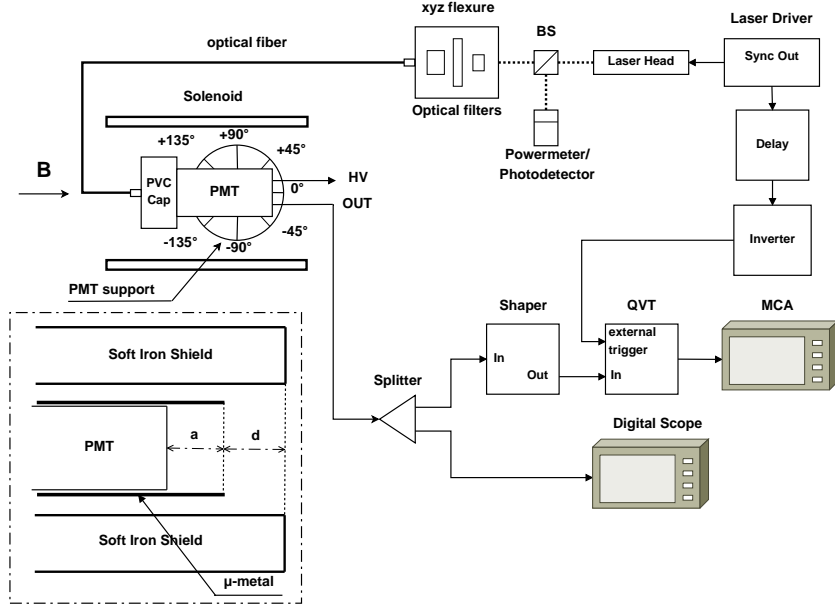 xyz flexure
Laser Driver
optical fiber
BS
Laser Head
Sync Out
Solenoid
Optical filters
+135°
+90°
+45°
Delay
Powermeter/
Photodetector
B
PVC
Cap
PMT
0°
HV
OUT
-135°
-90°
-45°
Inverter
PMT support
Shaper
QVT
MCA
Soft Iron Shield
external
trigger
In
Out
In
Splitter
PMT
a
d
Digital Scope
Soft Iron Shield
μ-metal